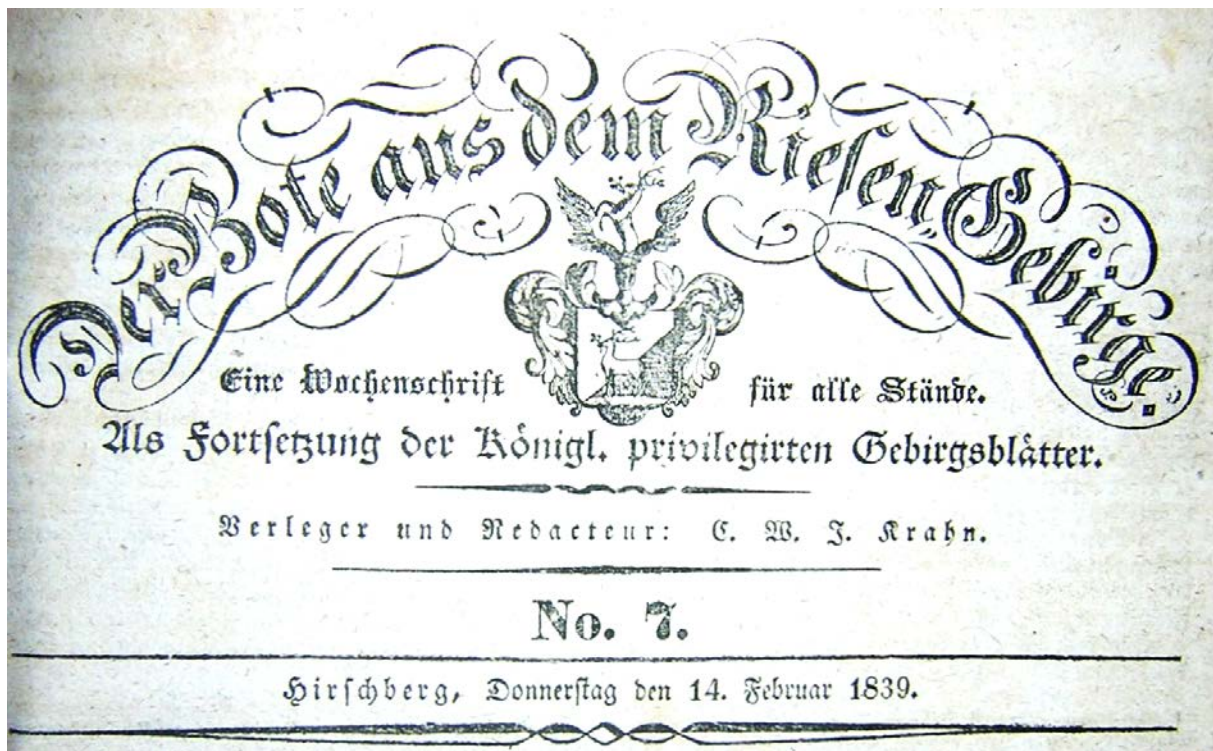 Der Bote aus dem Riesen-Gebirge.
Eine Wochenschrift für alle Stände.
Als Fortsetzung der Königl. privilegirten Gebirgsblätter.
Verleger und Redacteur: C. W. J. Krahn.
No. 7.
Hirschberg, Donnerstag den 14. Februar 1839.